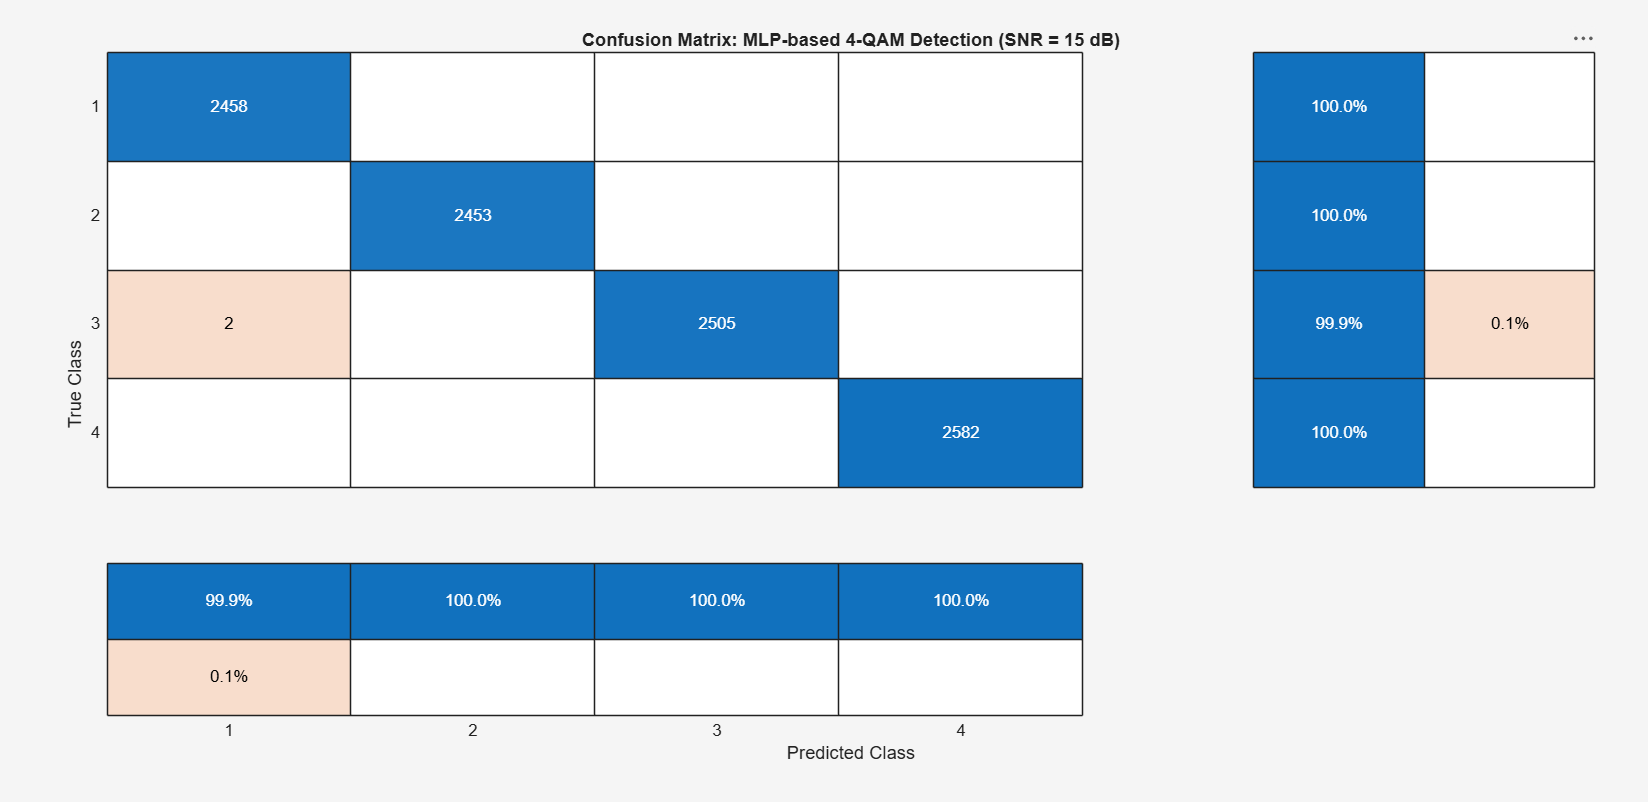 Confusion Matrix: MLP-based 4-QAM Detection (SNR = 15 dB)
1 2458 100.0%
2 2453 100.0%
3 2 2505 99.9% 0.1%
4 2582 100.0%
True Class
99.9% 100.0% 100.0% 100.0%
0.1%
1 2 3 4
Predicted Class